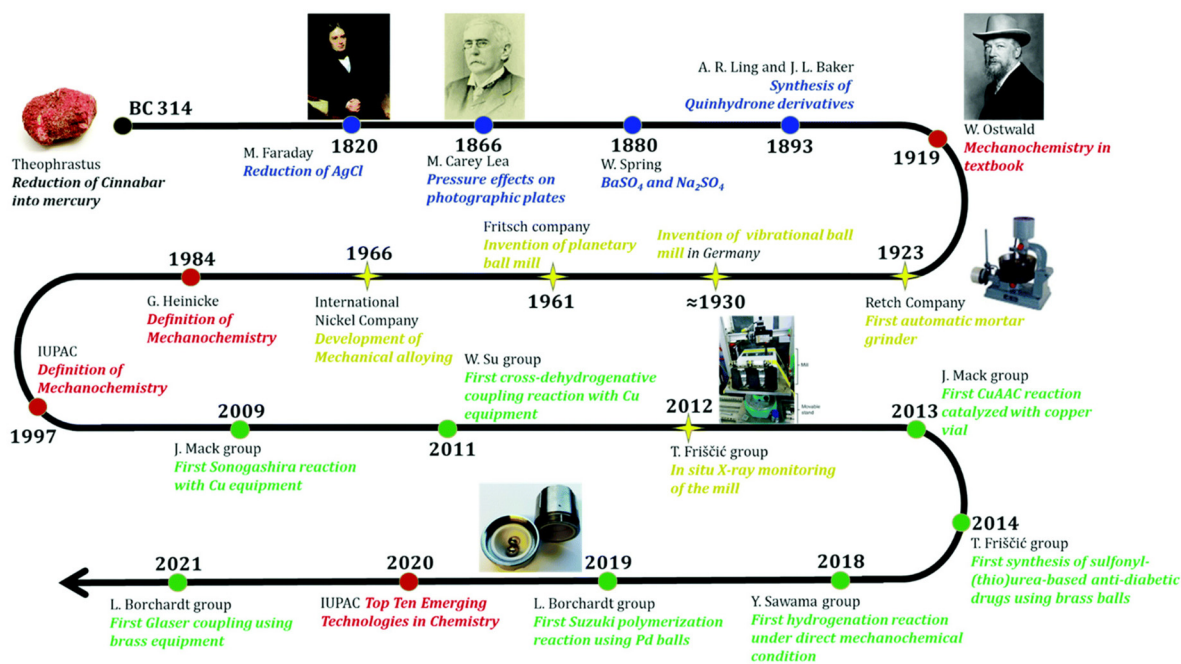 BC 314
Theophrastus
Reduction of Cinnabar
into mercury
1820
M. Faraday
Reduction of AgCl
1866
M. Carey Lea
Pressure effects on
photographic plates
1880
W. Spring
BaSO₄ and Na₂SO₄
A. R. Ling and J. L. Baker
Synthesis of
Quinhydrone derivatives
1893
1919
W. Ostwald
Mechanochemistry in
textbook
1923
Retch Company
First automatic mortar
grinder
Invention of vibrational ball
mill in Germany
≈1930
Fritsch company
Invention of planetary
ball mill
1961
1966
International
Nickel Company
Development of
Mechanical alloying
1984
G. Heinicke
Definition of
Mechanochemistry
IUPAC
Definition of
Mechanochemistry
1997
2009
J. Mack group
First Sonogashira reaction
with Cu equipment
W. Su group
First cross-dehydrogenative
coupling reaction with Cu
equipment
2011
2012
Mill
Movable
stand
T. Friščić group
In situ X-ray monitoring
of the mill
2013
J. Mack group
First CuAAC reaction
catalyzed with copper
vial
2014
T. Friščić group
First synthesis of sulfonyl-
(thio)urea-based anti-diabetic
drugs using brass balls
2018
Y. Sawama group
First hydrogenation reaction
under direct mechanochemical
condition
2019
L. Borchardt group
First Suzuki polymerization
reaction using Pd balls
2020
IUPAC Top Ten Emerging
Technologies in Chemistry
2021
L. Borchardt group
First Glaser coupling using
brass equipment